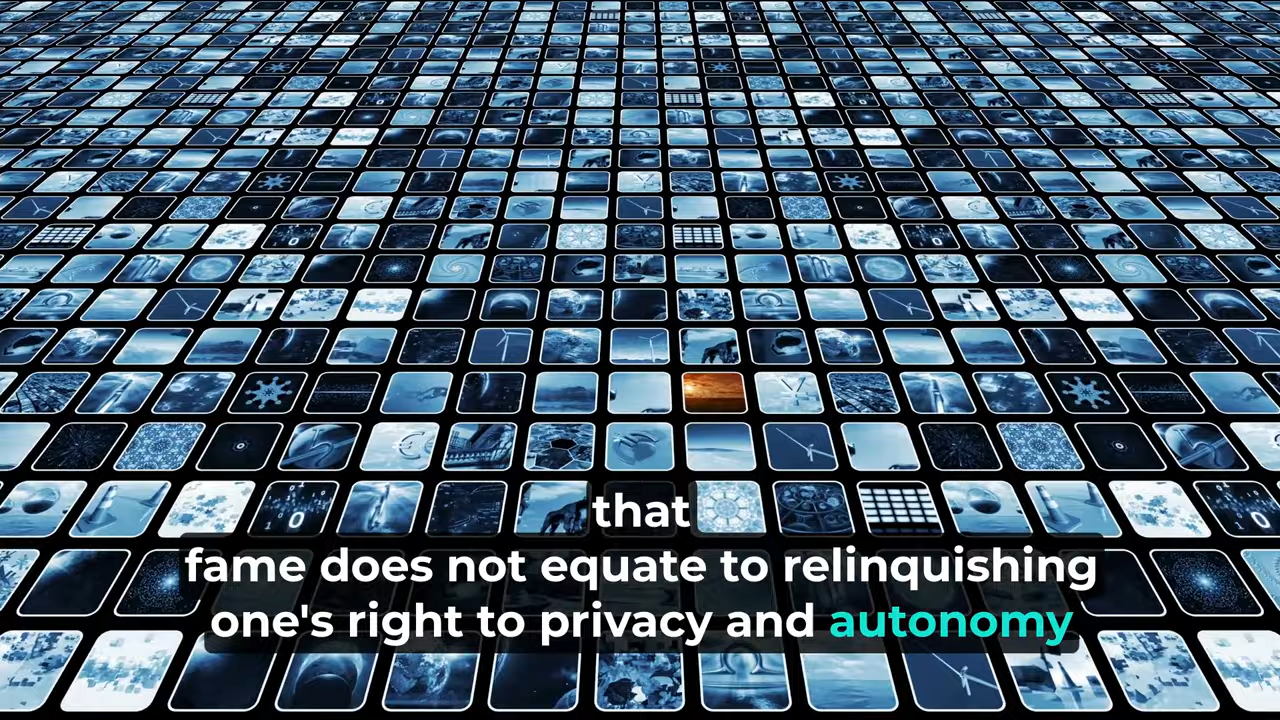 that
fame does not equate to relinquishing
one's right to privacy and autonomy